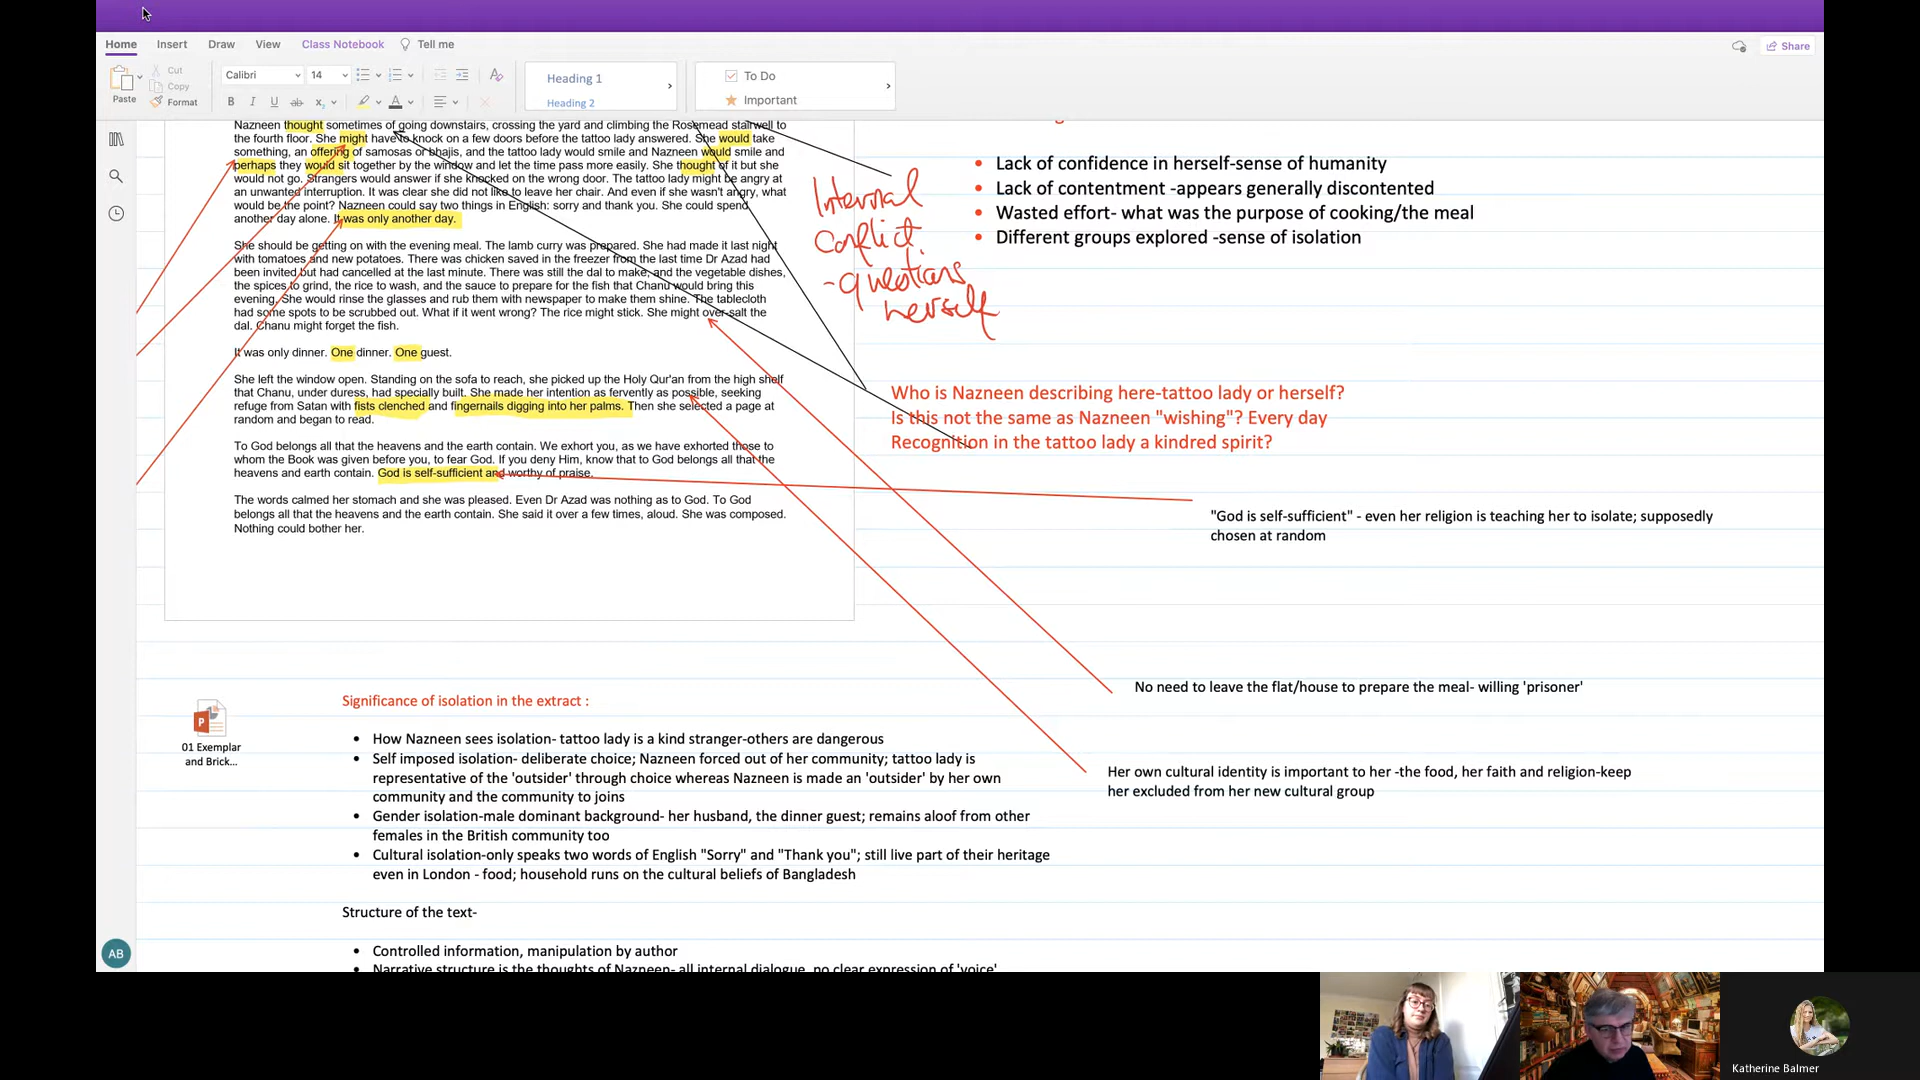 Home Insert Draw View Class Notebook Tell me
Share
Paste
Cut
Copy
Format
Calibri 14
B I U ab x₂ A
Heading 1
Heading 2
To Do
Important
Nazneen thought sometimes of going downstairs, crossing the yard and climbing the Rosemead stairwell to
the fourth floor. She might have to knock on a few doors before the tattoo lady answered. She would take
something, an offering of samosas or bhajis, and the tattoo lady would smile and Nazneen would smile and
perhaps they would sit together by the window and let the time pass more easily. She thought of it but she
would not go. Strangers would answer if she knocked on the wrong door. The tattoo lady might be angry at
an unwanted interruption. It was clear she did not like to leave her chair. And even if she wasn't angry, what
would be the point? Nazneen could say two things in English: sorry and thank you. She could spend
another day alone. It was only another day.
She should be getting on with the evening meal. The lamb curry was prepared. She had made it last night
with tomatoes and new potatoes. There was chicken saved in the freezer from the last time Dr Azad had
been invited but had cancelled at the last minute. There was still the dal to make, and the vegetable dishes,
the spices to grind, the rice to wash, and the sauce to prepare for the fish that Chanu would bring this
evening. She would rinse the glasses and rub them with newspaper to make them shine. The tablecloth
had some spots to be scrubbed out. What if it went wrong? The rice might stick. She might over-salt the
dal. Chanu might forget the fish.
It was only dinner. One dinner. One guest.
She left the window open. Standing on the sofa to reach, she picked up the Holy Qur'an from the high shelf
that Chanu, under duress, had specially built. She made her intention as fervently as possible, seeking
refuge from Satan with fists clenched and fingernails digging into her palms. Then she selected a page at
random and began to read.
To God belongs all that the heavens and the earth contain. We exhort you, as we have exhorted those to
whom the Book was given before you, to fear God. If you deny Him, know that to God belongs all that the
heavens and earth contain. God is self-sufficient and worthy of praise.
The words calmed her stomach and she was pleased. Even Dr Azad was nothing as to God. To God
belongs all that the heavens and the earth contain. She said it over a few times, aloud. She was composed.
Nothing could bother her.
Internal
Conflict
-questions
herself
• Lack of confidence in herself-sense of humanity
• Lack of contentment -appears generally discontented
• Wasted effort- what was the purpose of cooking/the meal
• Different groups explored -sense of isolation
Who is Nazneen describing here-tattoo lady or herself?
Is this not the same as Nazneen "wishing"? Every day
Recognition in the tattoo lady a kindred spirit?
"God is self-sufficient" - even her religion is teaching her to isolate; supposedly
chosen at random
No need to leave the flat/house to prepare the meal- willing 'prisoner'
Her own cultural identity is important to her -the food, her faith and religion-keep
her excluded from her new cultural group
01 Exemplar
and Brick...
Significance of isolation in the extract :
• How Nazneen sees isolation- tattoo lady is a kind stranger-others are dangerous
• Self imposed isolation- deliberate choice; Nazneen forced out of her community; tattoo lady is
representative of the 'outsider' through choice whereas Nazneen is made an 'outsider' by her own
community and the community to joins
• Gender isolation-male dominant background- her husband, the dinner guest; remains aloof from other
females in the British community too
• Cultural isolation-only speaks two words of English "Sorry" and "Thank you"; still live part of their heritage
even in London - food; household runs on the cultural beliefs of Bangladesh
Structure of the text-
• Controlled information, manipulation by author
• Narrative structure is the thoughts of Nazneen- all internal dialogue, no clear expression of 'voice'
AB
Katherine Balmer